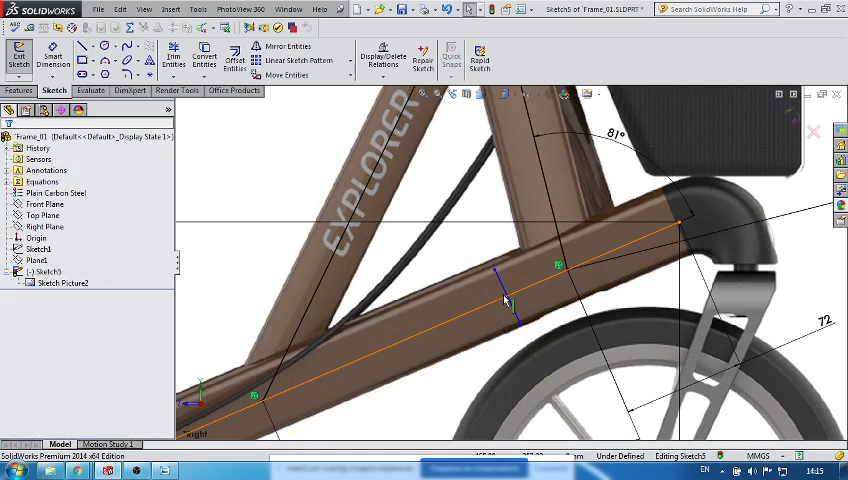 SOLIDWORKS File Edit View Insert Tools PhotoView 360 Window Help Sketch5 of 'Frame_01.SLDPRT * Search SolidWorks Help
Exit Sketch Smart Dimension Trim Entities Convert Entities Offset Entities Mirror Entities Linear Sketch Pattern Move Entities Display/Delete Relations Repair Sketch Quick Snaps Rapid Sketch
Features Sketch Evaluate DimXpert Render Tools Office Products
'Frame_01 (Default<<Default>_Display State 1>)
History
Sensors
Annotations
Equations
Plain Carbon Steel
Front Plane
Top Plane
Right Plane
Origin
Sketch1
Plane1
(-) Sketch5
Sketch Picture2
EXPLORER
81°
72
Y
Z
*Right
Model Motion Study 1
SolidWorks Premium 2014 x64 Edition Under Defined Editing Sketch5 MMGS
EN 14:15